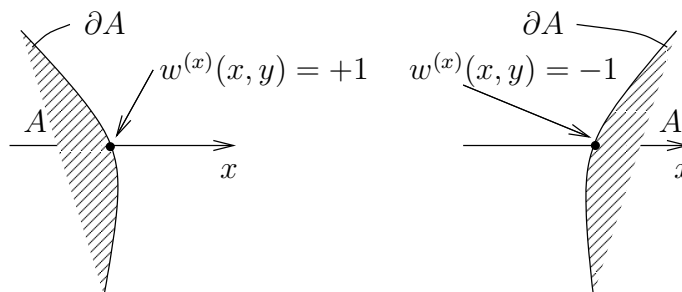 ∂A
w^{(x)}(x, y) = +1
A
x
∂A
w^{(x)}(x, y) = −1
A
x